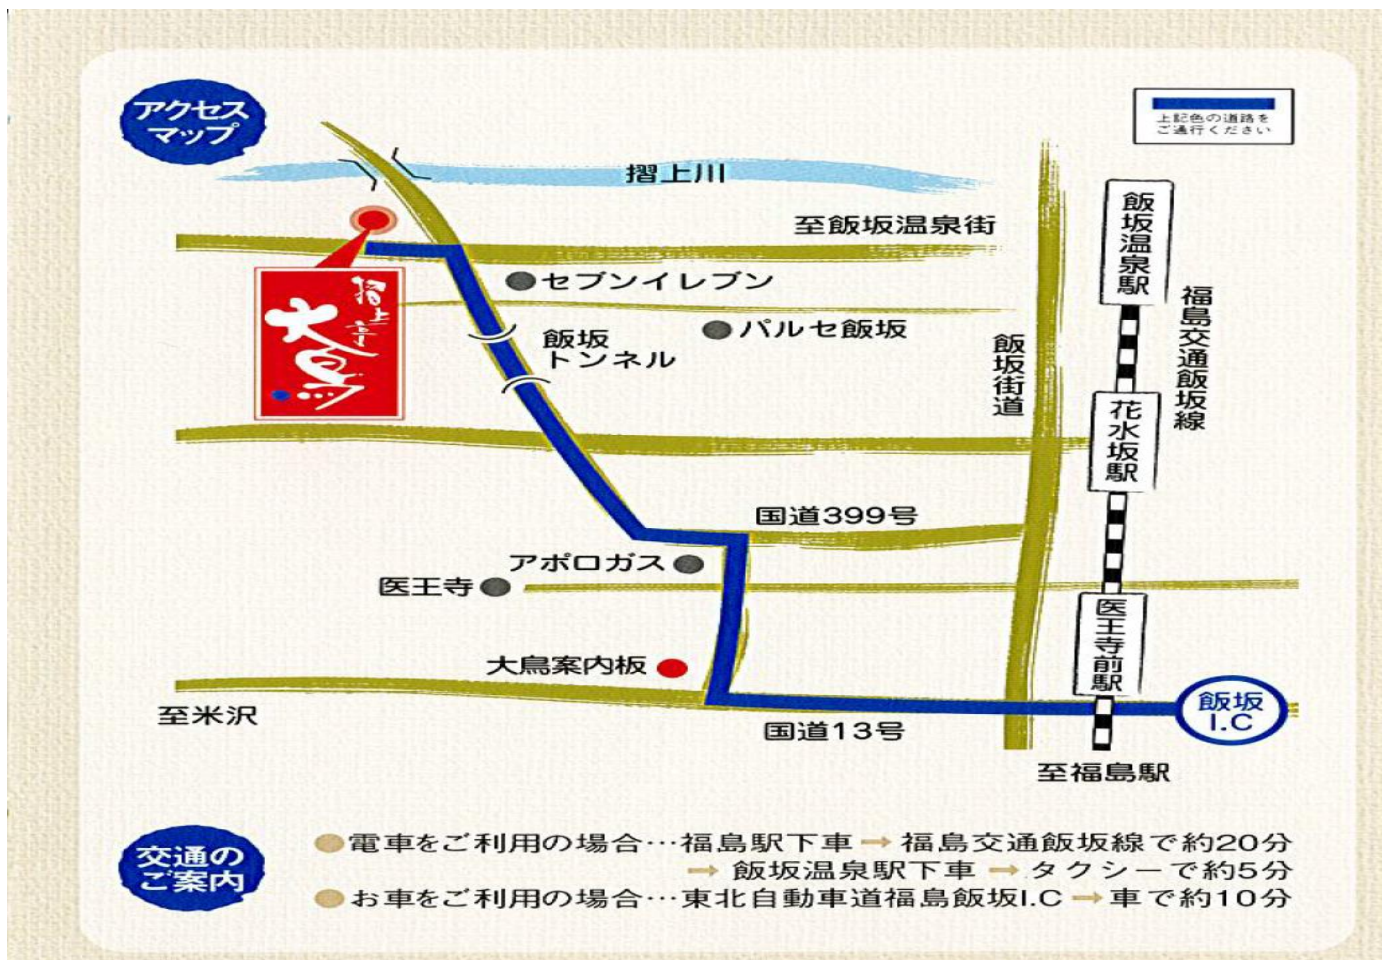 アクセス
マップ
上記色の道路を
ご通行ください
摺上川
至飯坂温泉街
飯坂温泉駅
福島交通飯坂線
セブンイレブン
摺上亭
大鳥
パルセ飯坂
飯坂
トンネル
飯坂街道
花水坂駅
国道399号
アポロガス
医王寺
医王寺前駅
大鳥案内板
至米沢
国道13号
飯坂
I.C
至福島駅
交通の
ご案内
●電車をご利用の場合…福島駅下車➡福島交通飯坂線で約20分
➡飯坂温泉駅下車➡タクシーで約5分
●お車をご利用の場合…東北自動車道福島飯坂I.C➡車で約10分